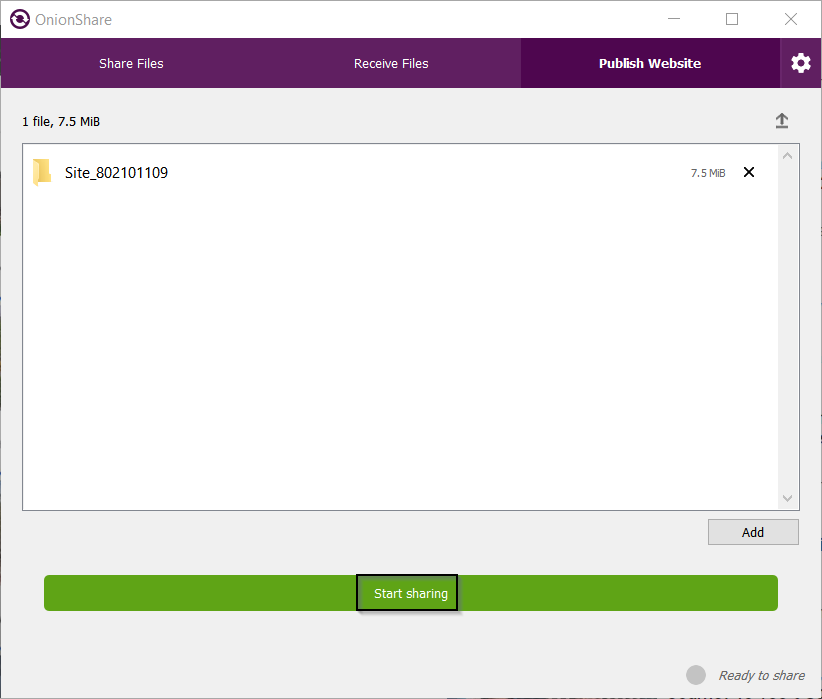 OnionShare
Share Files
Receive Files
Publish Website
1 file, 7.5 MiB
Site_802101109
7.5 MiB
Add
Start sharing
Ready to share